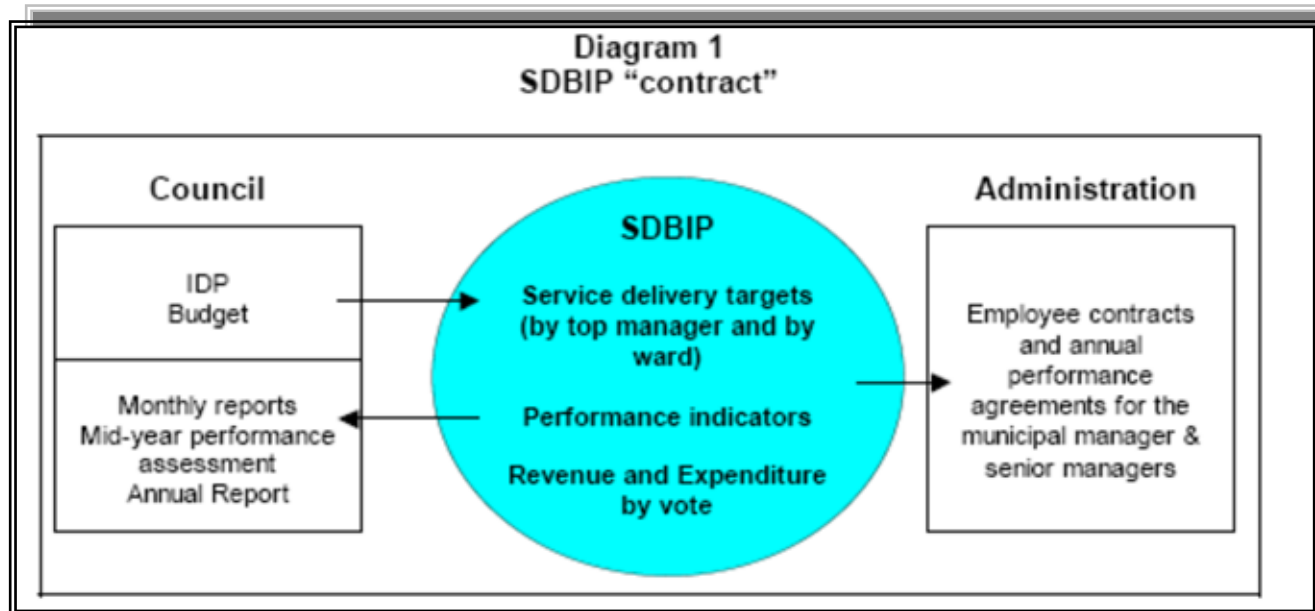 Diagram 1
SDBIP “contract”
Council
IDP
Budget
Monthly reports
Mid-year performance
assessment
Annual Report
SDBIP
Service delivery targets
(by top manager and by
ward)
Performance indicators
Revenue and Expenditure
by vote
Administration
Employee contracts
and annual
performance
agreements for the
municipal manager &
senior managers